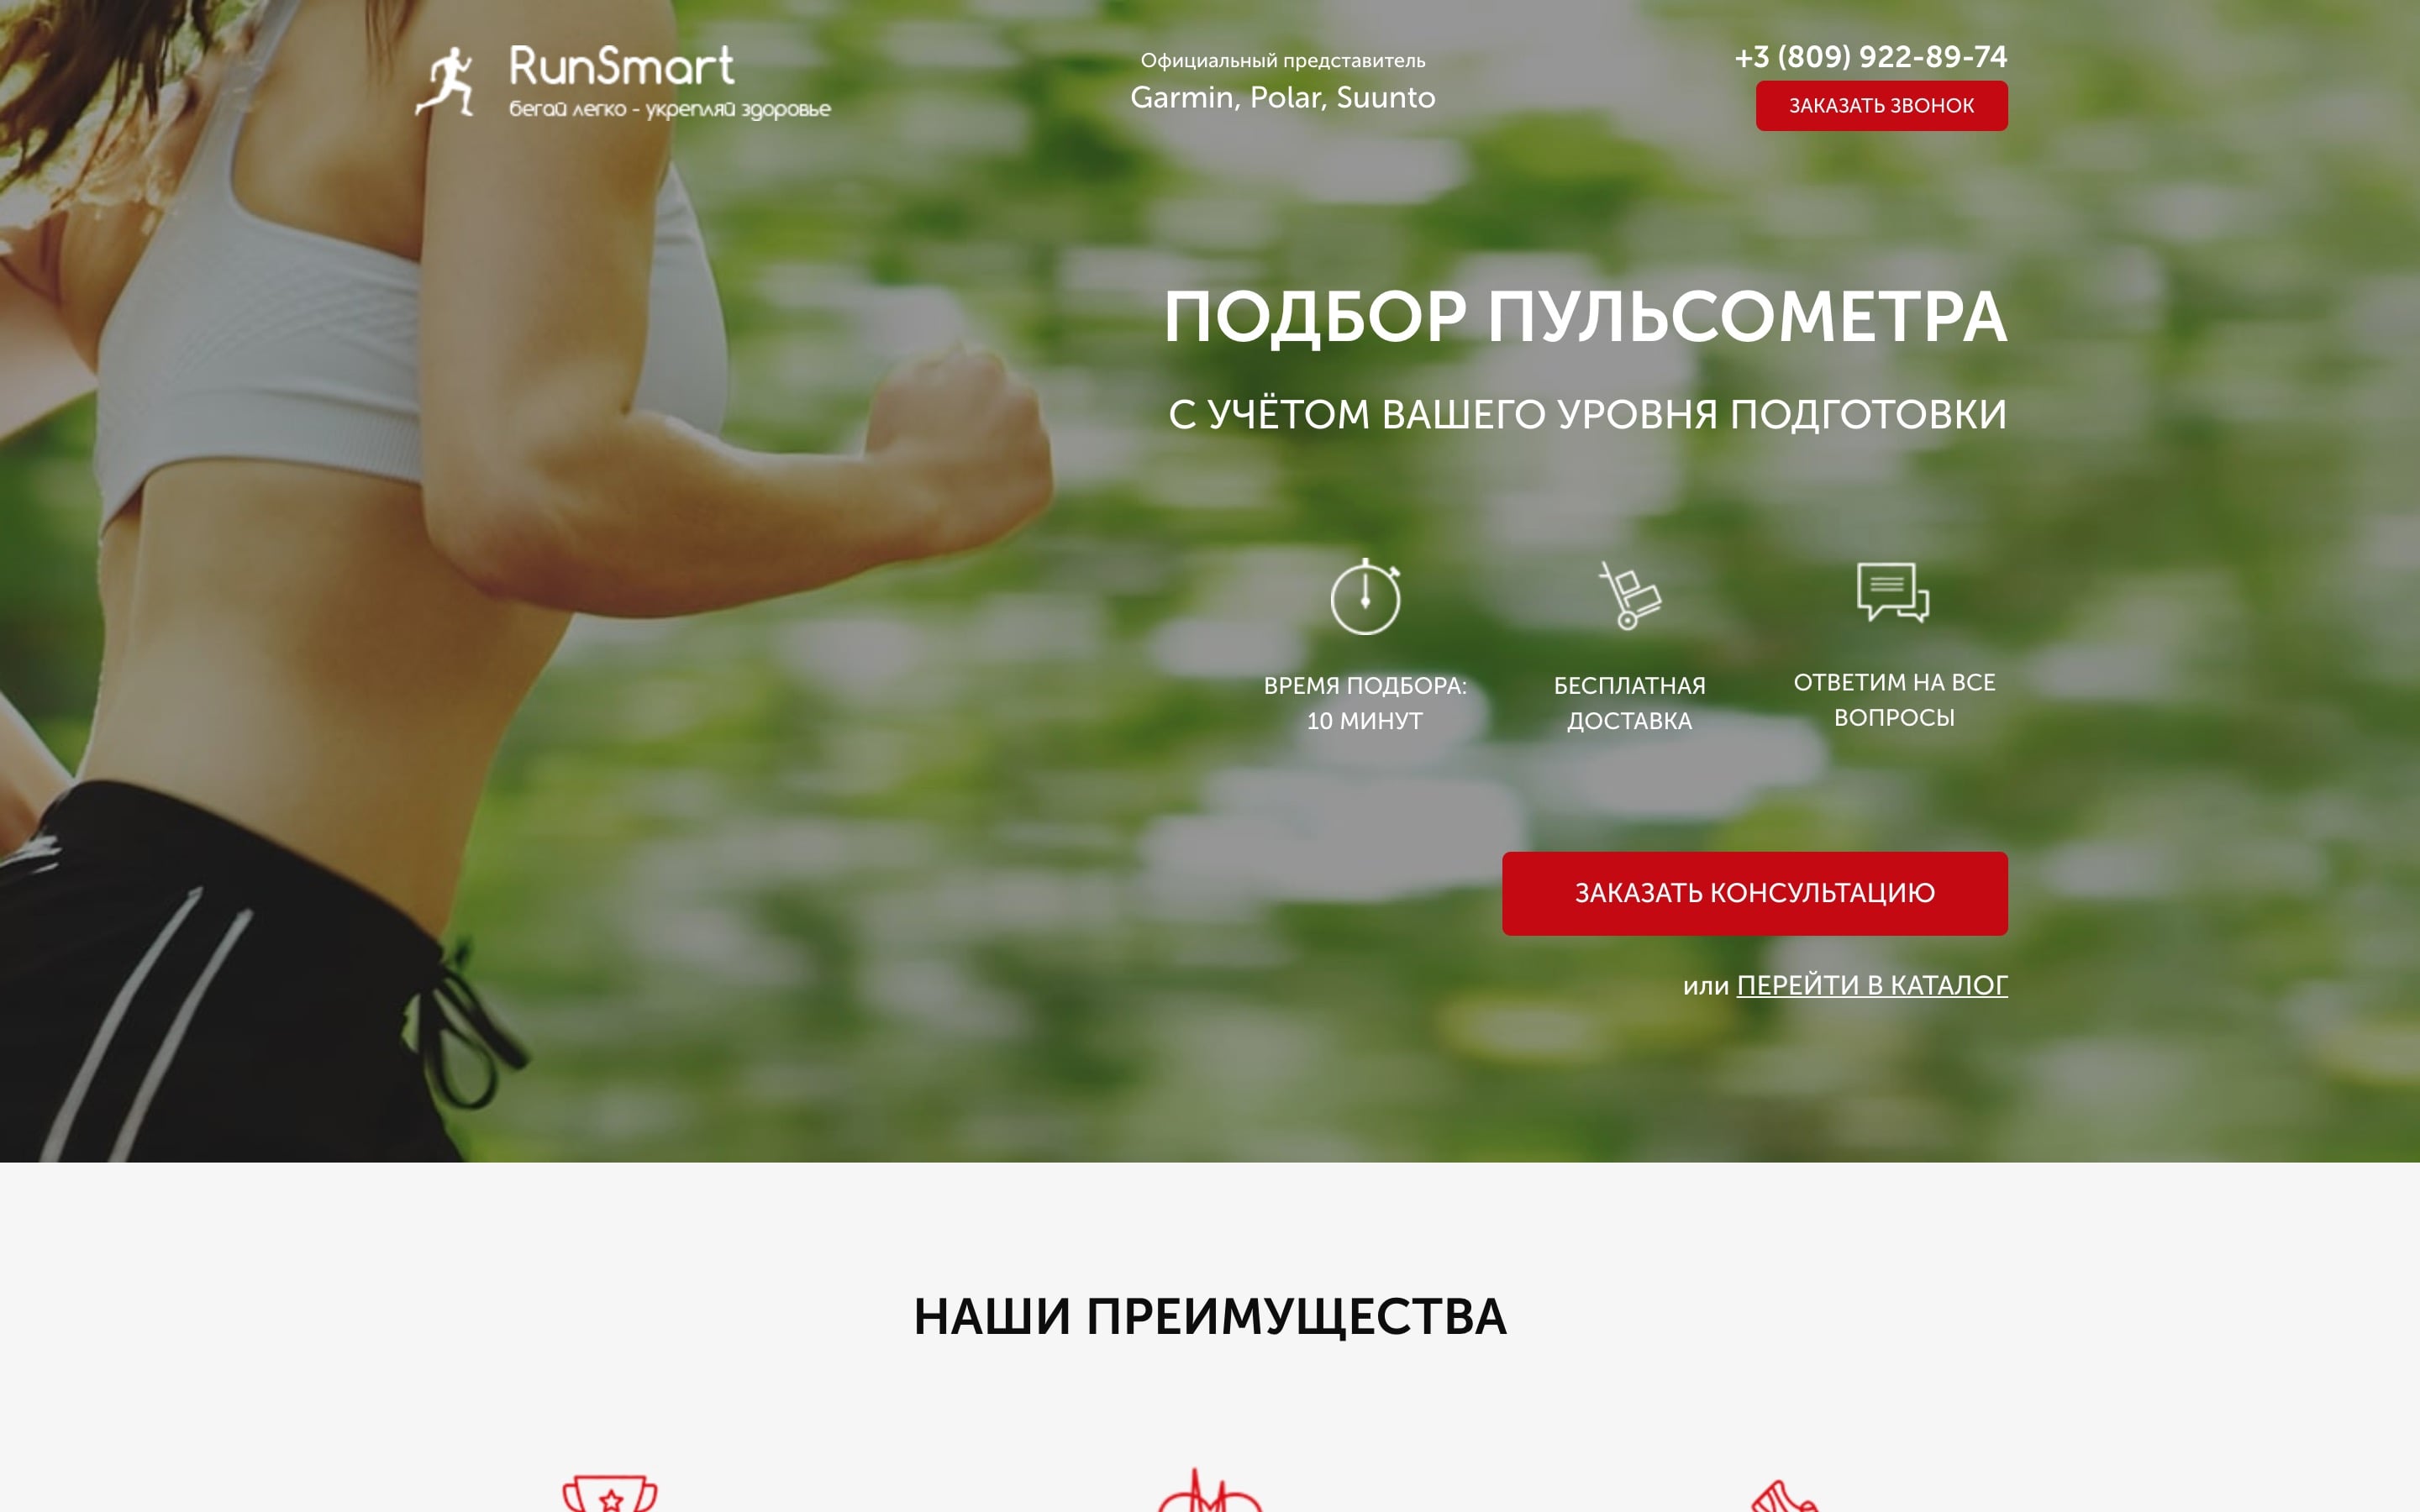 RunSmart
бегай легко - укрепляй здоровье
Официальный представитель
Garmin, Polar, Suunto
+3 (809) 922-89-74
ЗАКАЗАТЬ ЗВОНОК
ПОДБОР ПУЛЬСОМЕТРА
С УЧЁТОМ ВАШЕГО УРОВНЯ ПОДГОТОВКИ
ВРЕМЯ ПОДБОРА:
10 МИНУТ
БЕСПЛАТНАЯ
ДОСТАВКА
ОТВЕТИМ НА ВСЕ
ВОПРОСЫ
ЗАКАЗАТЬ КОНСУЛЬТАЦИЮ
или ПЕРЕЙТИ В КАТАЛОГ
НАШИ ПРЕИМУЩЕСТВА